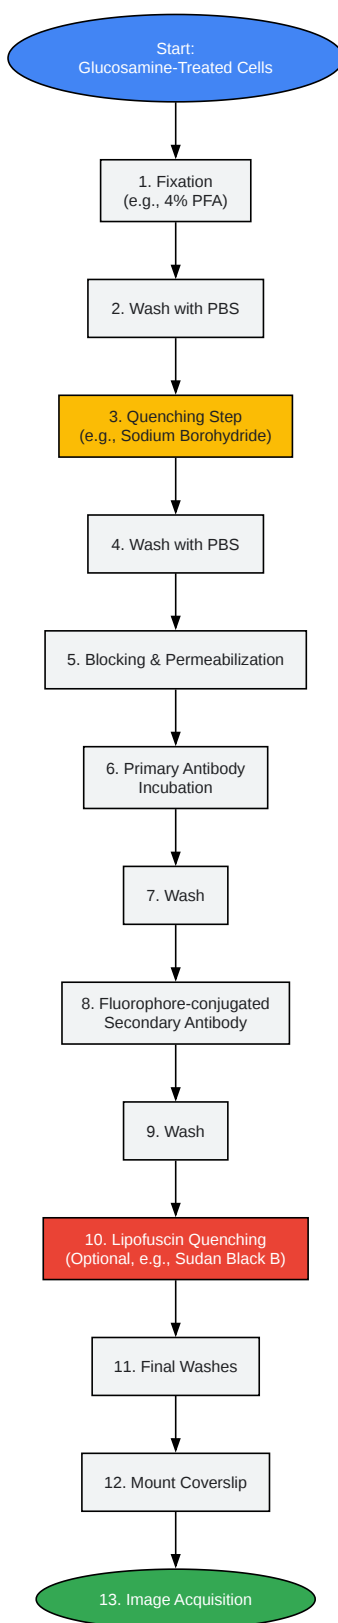 Start:
Glucosamine-Treated Cells
1. Fixation
(e.g., 4% PFA)
2. Wash with PBS
3. Quenching Step
(e.g., Sodium Borohydride)
4. Wash with PBS
5. Blocking & Permeabilization
6. Primary Antibody
Incubation
7. Wash
8. Fluorophore-conjugated
Secondary Antibody
9. Wash
10. Lipofuscin Quenching
(Optional, e.g., Sudan Black B)
11. Final Washes
12. Mount Coverslip
13. Image Acquisition